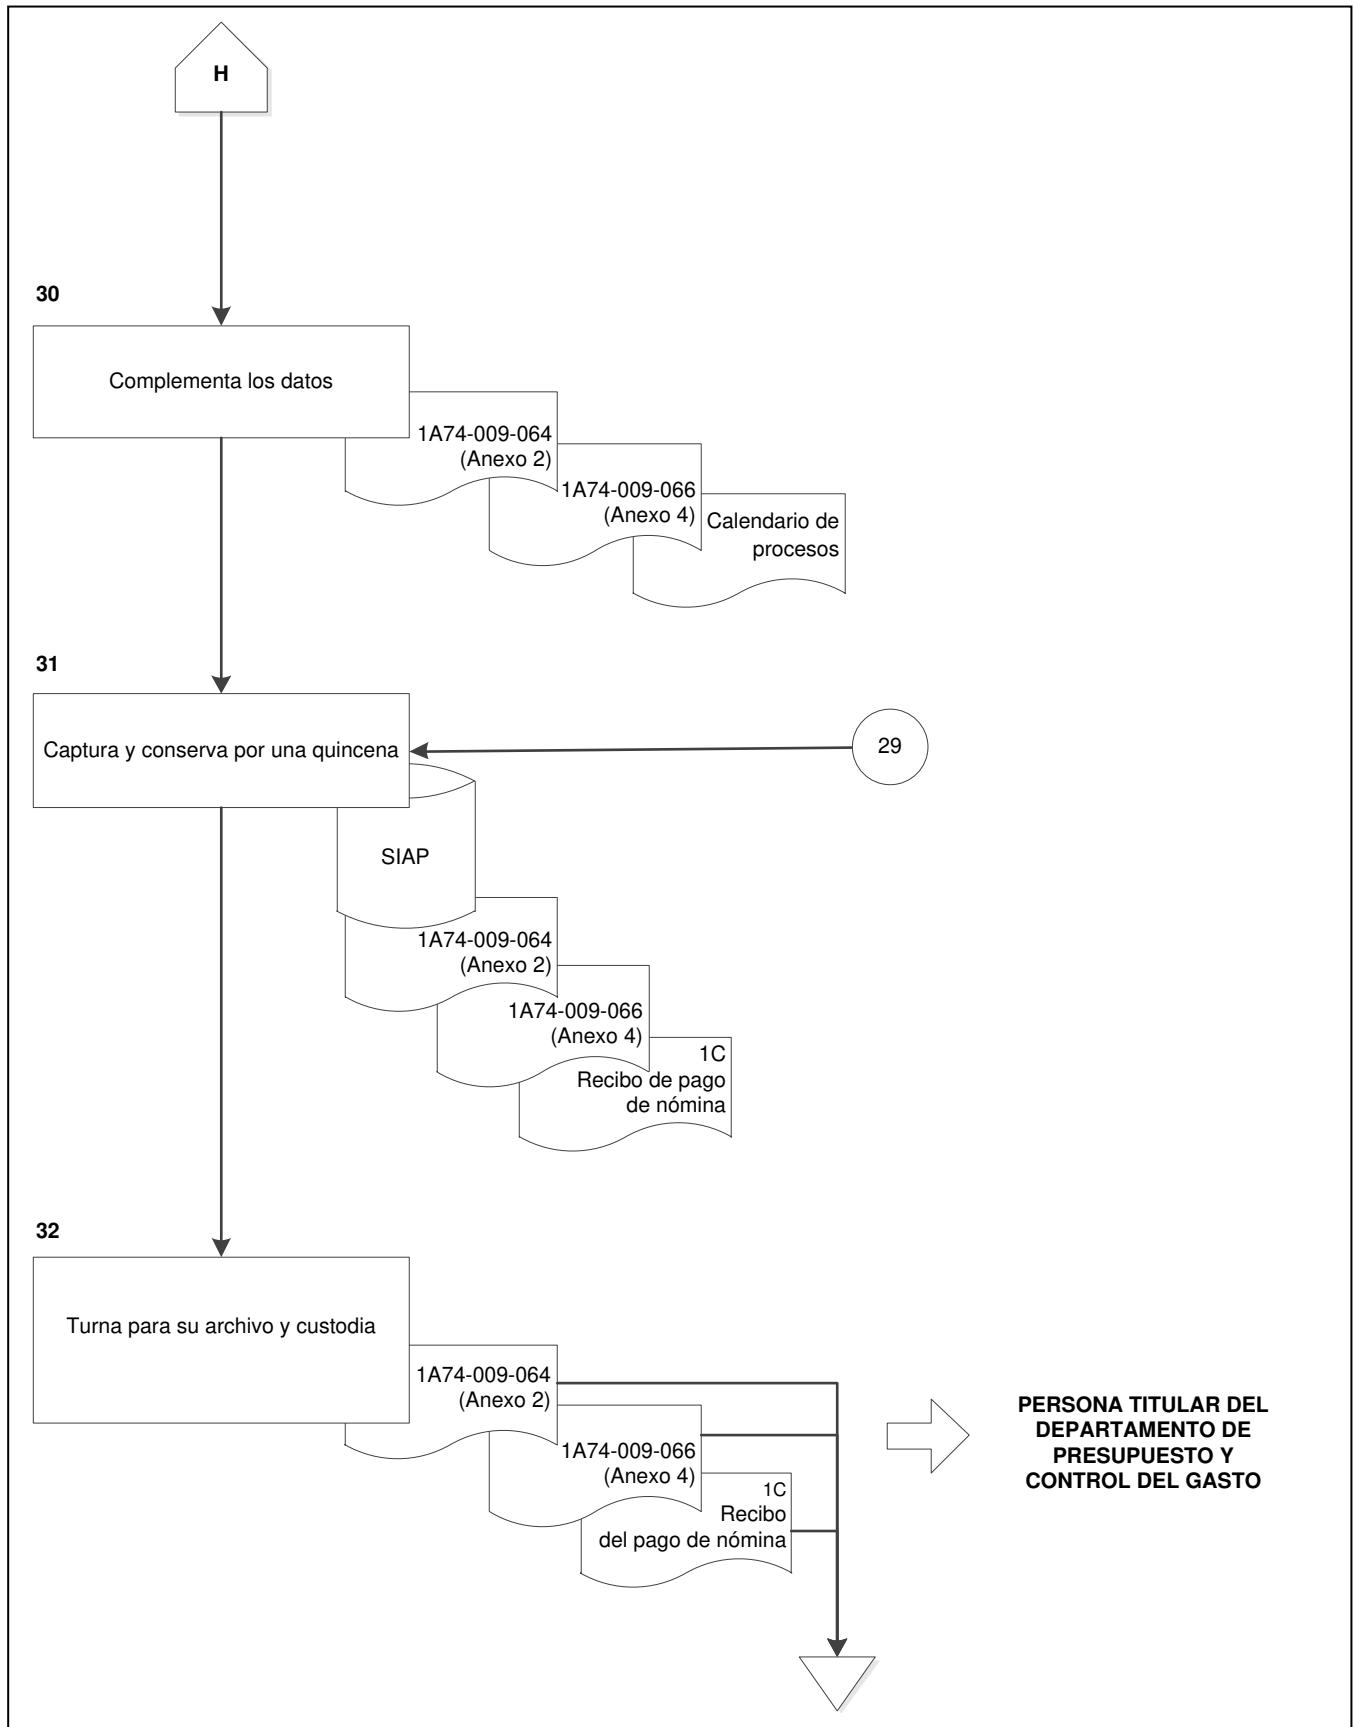 H
30
Complementa los datos
1A74-009-064
(Anexo 2)
1A74-009-066
(Anexo 4)
Calendario de
procesos
31
Captura y conserva por una quincena
29
SIAP
1A74-009-064
(Anexo 2)
1A74-009-066
(Anexo 4)
1C
Recibo de pago
de nómina
32
Turna para su archivo y custodia
1A74-009-064
(Anexo 2)
1A74-009-066
(Anexo 4)
1C
Recibo
del pago de nómina
PERSONA TITULAR DEL
DEPARTAMENTO DE
PRESUPUESTO Y
CONTROL DEL GASTO